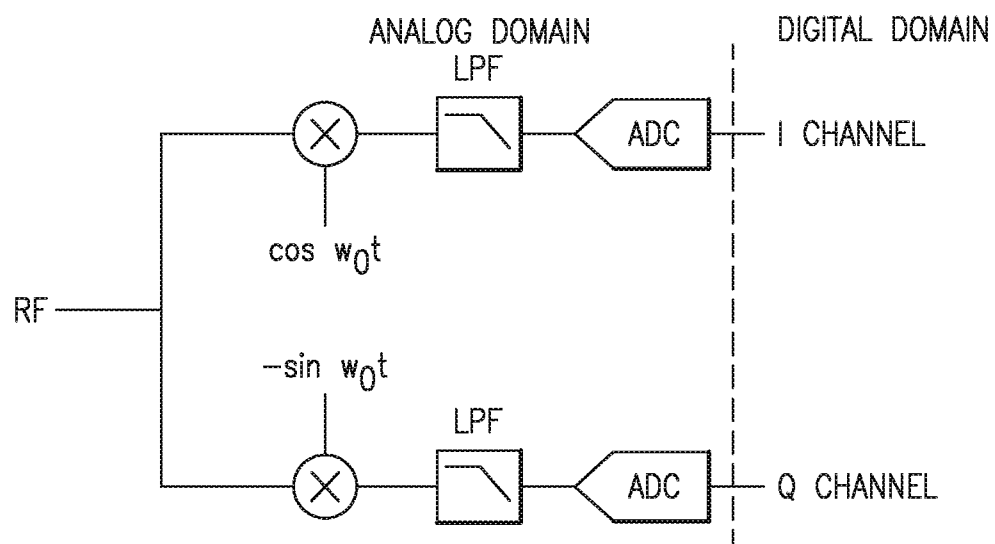 ANALOG DOMAIN
DIGITAL DOMAIN
LPF
ADC
I CHANNEL
cos w₀t
RF
-sin w₀t
LPF
ADC
Q CHANNEL